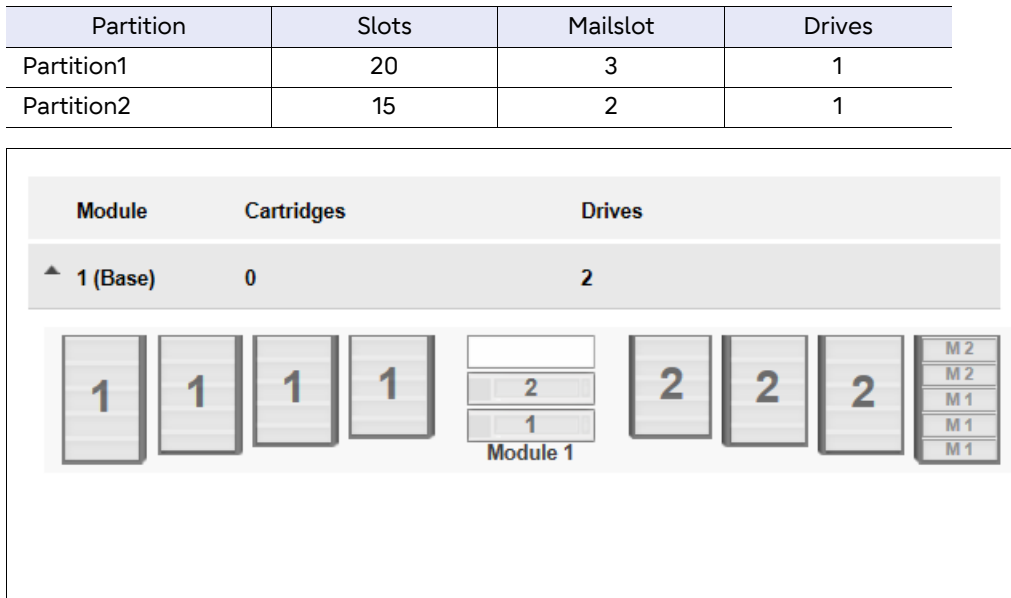 Partition Slots Mailslot Drives
Partition1 20 3 1
Partition2 15 2 1
Module Cartridges Drives
1 (Base) 0 2
1 1 1 1 2 2 2
2
1
Module 1
M 2
M 2
M 1
M 1
M 1